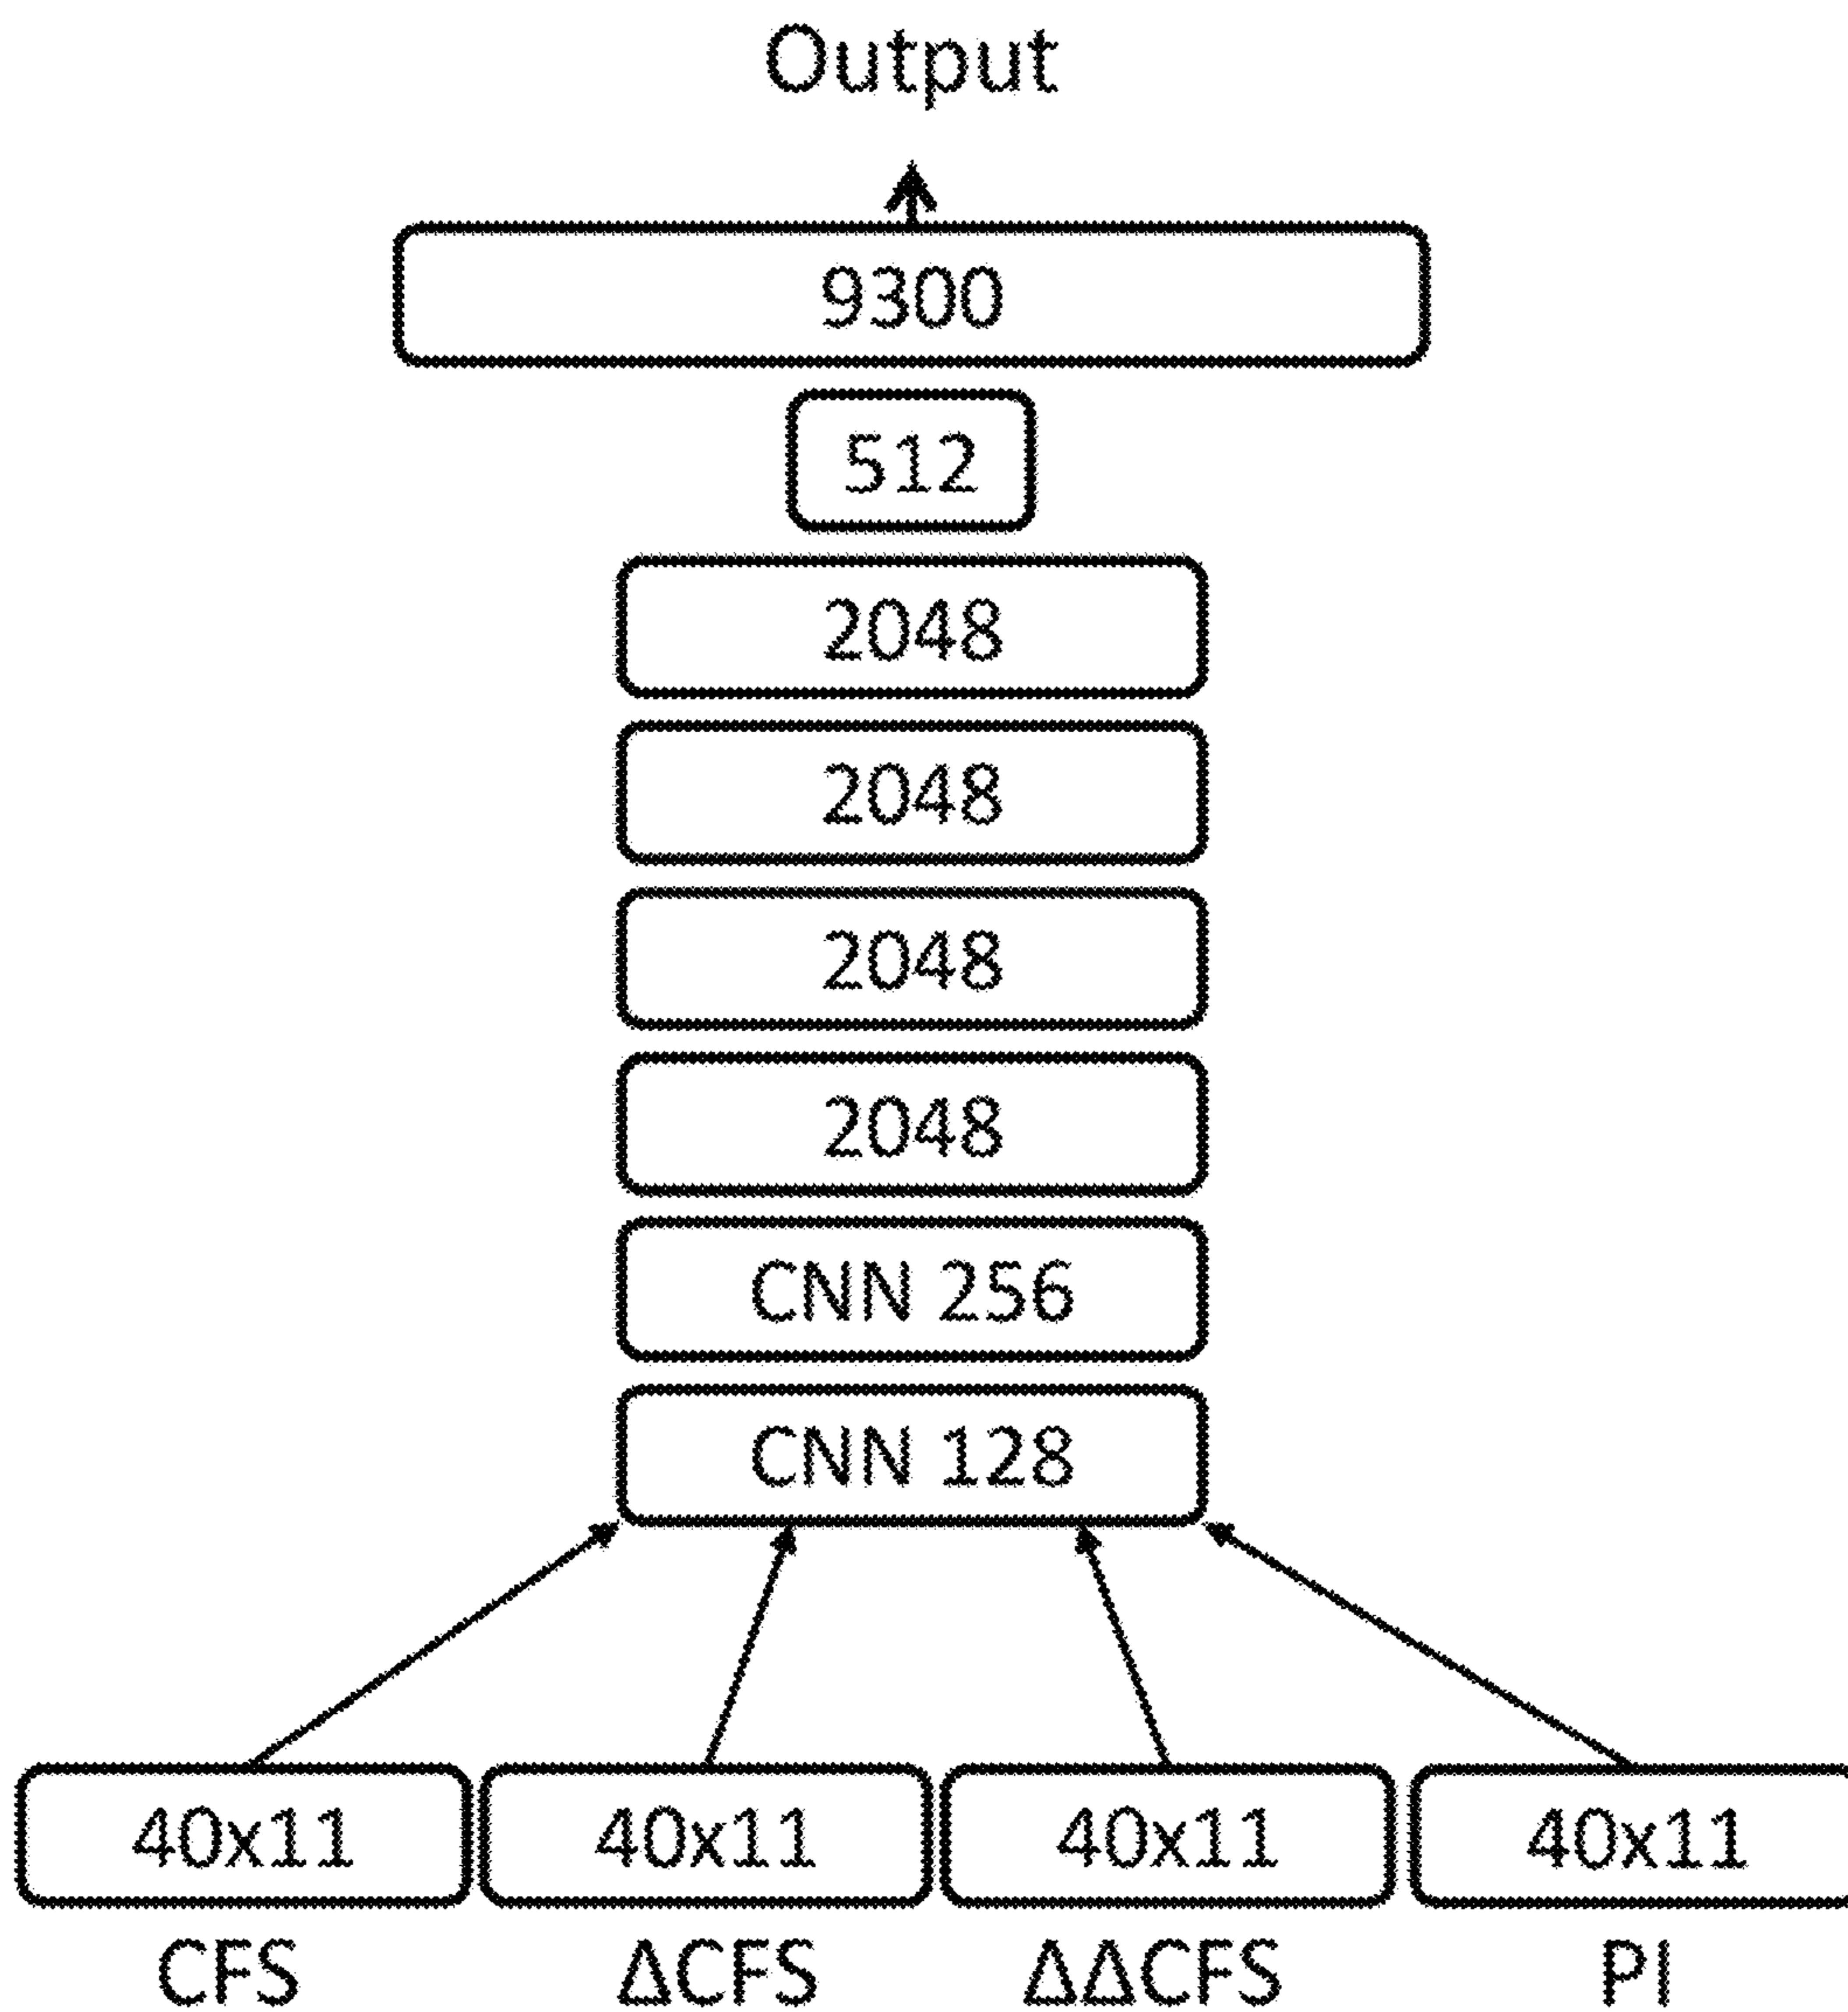 Output
9300
512
2048
2048
2048
2048
CNN 256
CNN 128
40x11 40x11 40x11 40x11
CFS ΔCFS ΔΔCFS PI